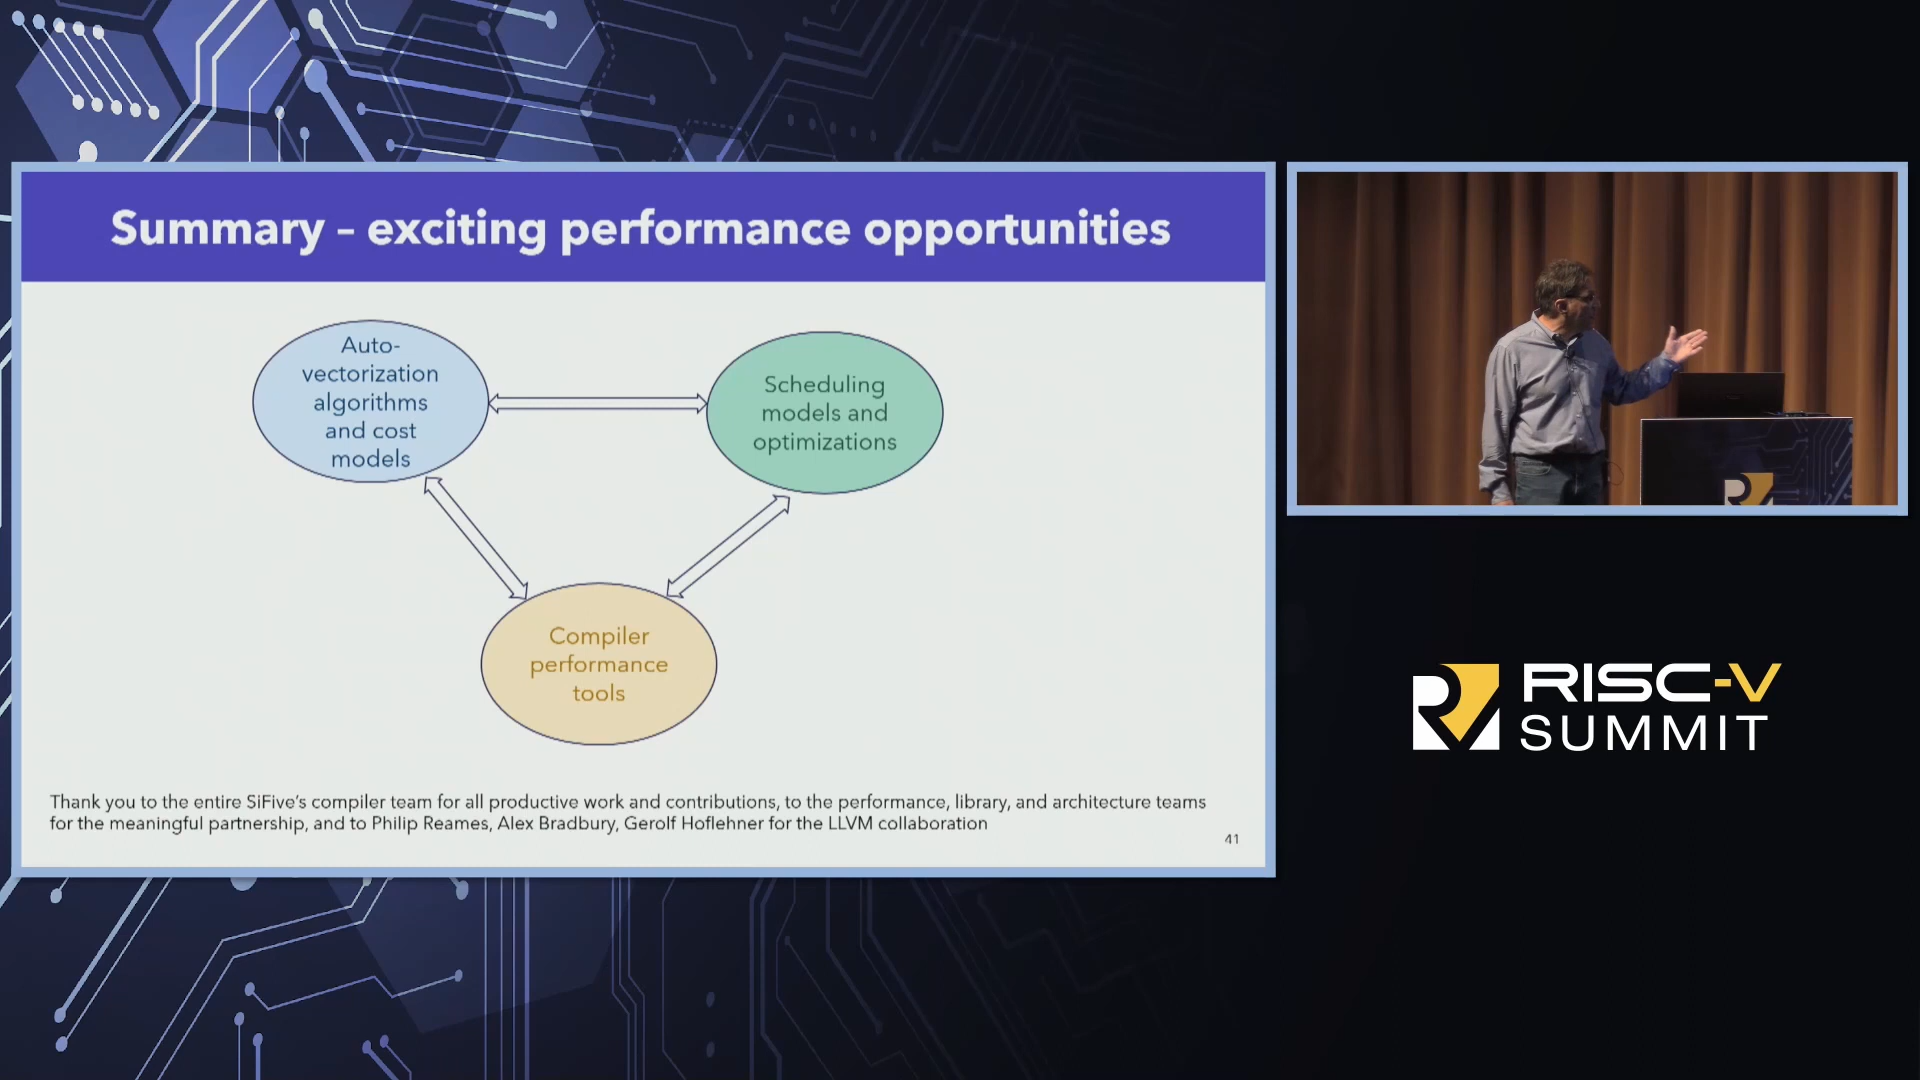 Summary – exciting performance opportunities
Auto-
vectorization
algorithms
and cost
models
Scheduling
models and
optimizations
Compiler
performance
tools
Thank you to the entire SiFive's compiler team for all productive work and contributions, to the performance, library, and architecture teams
for the meaningful partnership, and to Philip Reames, Alex Bradbury, Gerolf Hoflehner for the LLVM collaboration
41
RISC-V
SUMMIT